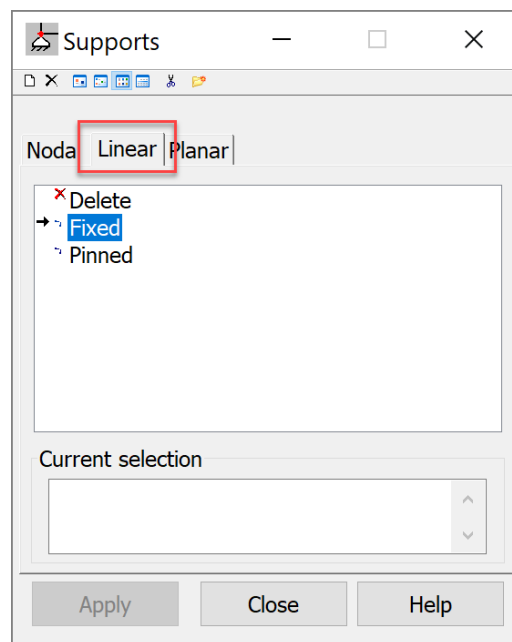 Supports
Noda Linear Planar
Delete
Fixed
Pinned
Current selection
Apply Close Help